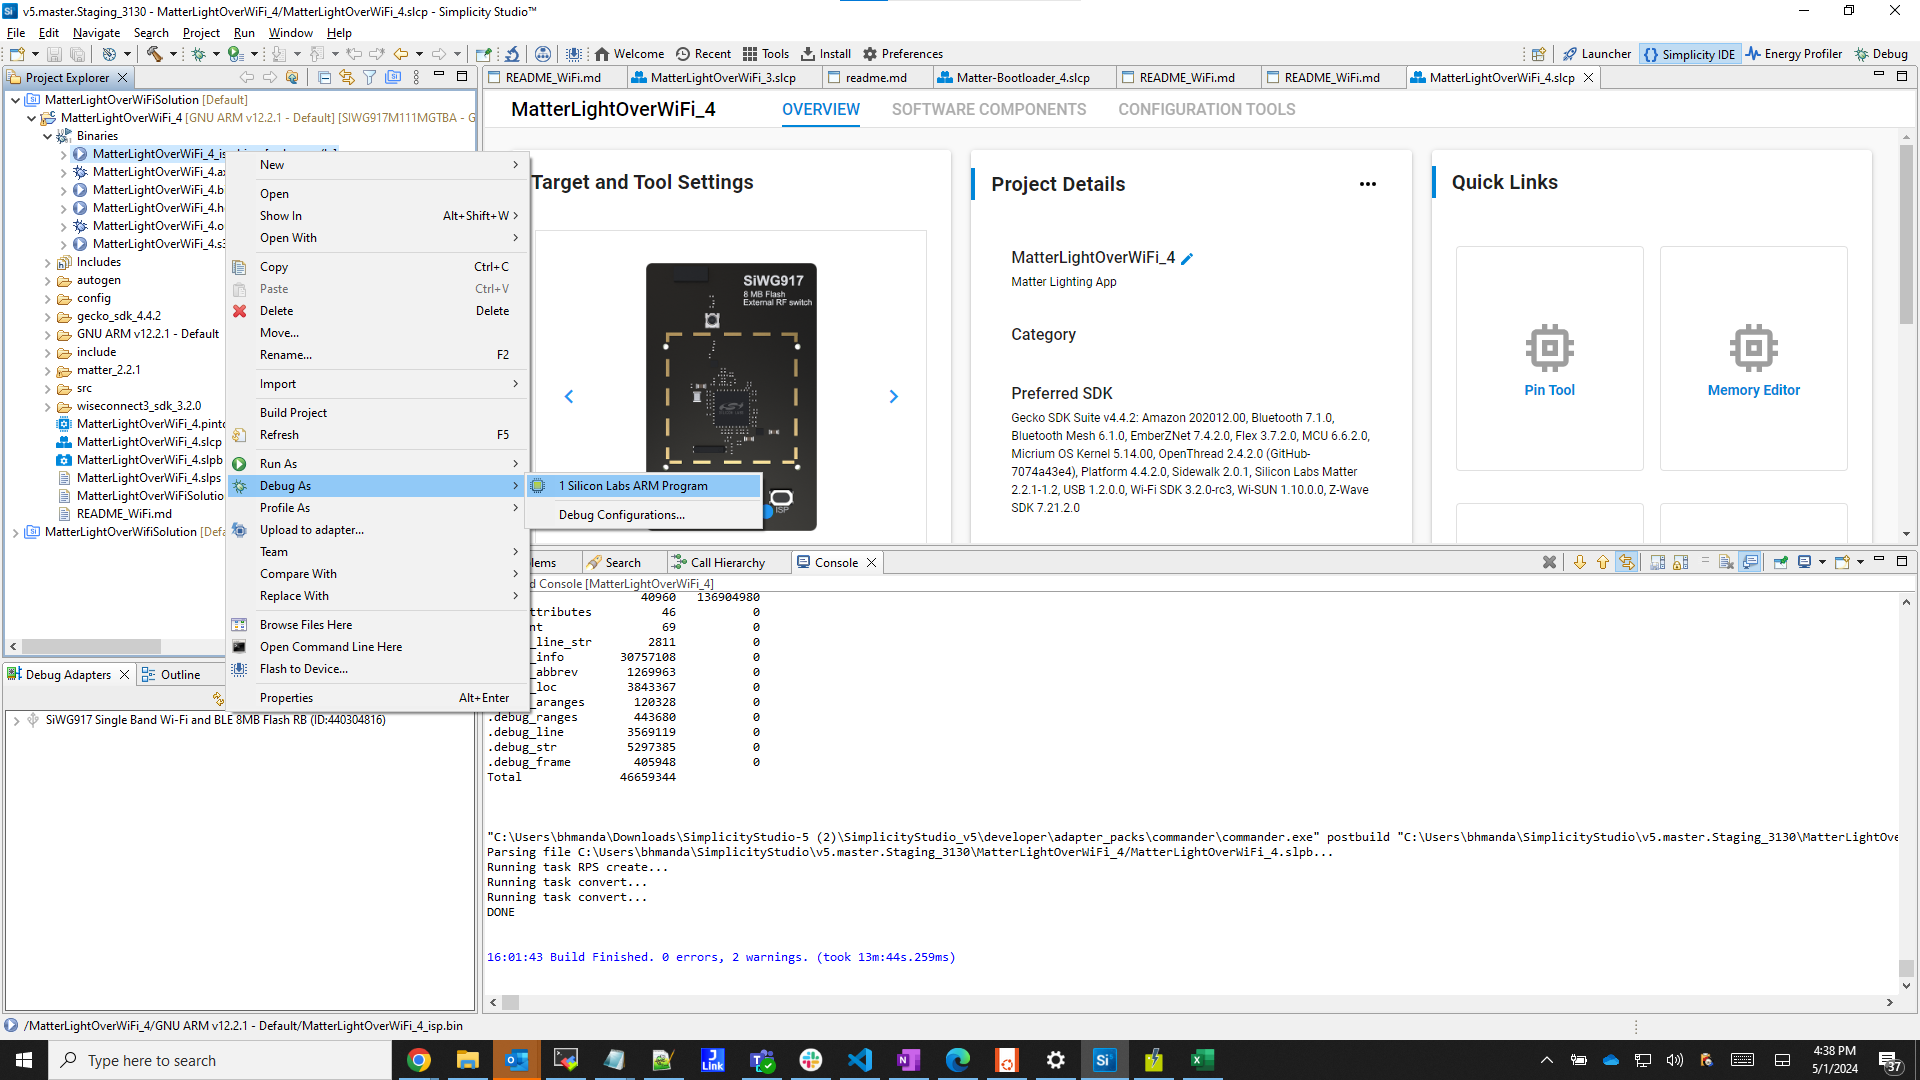 v5.master.Staging_3130 - MatterLightOverWiFi_4/MatterLightOverWiFi_4.slcp - Simplicity Studio™
File Edit Navigate Search Project Run Window Help
Welcome Recent Tools Install Preferences
Launcher Simplicity IDE Energy Profiler Debug
Project Explorer
README_WiFi.md MatterLightOverWiFi_3.slcp readme.md Matter-Bootloader_4.slcp README_WiFi.md README_WiFi.md MatterLightOverWiFi_4.slcp
MatterLightOverWiFiSolution [Default]
MatterLightOverWiFi_4 [GNU ARM v12.2.1 - Default] [SIWG917M111MGTBA - G
Binaries
MatterLightOverWiFi_4_is
MatterLightOverWiFi_4.ax
MatterLightOverWiFi_4.b
MatterLightOverWiFi_4.h
MatterLightOverWiFi_4.o
MatterLightOverWiFi_4.s3
Includes
autogen
config
gecko_sdk_4.4.2
GNU ARM v12.2.1 - Default
include
matter_2.2.1
src
wiseconnect3_sdk_3.2.0
MatterLightOverWiFi_4.pinto
MatterLightOverWiFi_4.slcp
MatterLightOverWiFi_4.slpb
MatterLightOverWiFi_4.slps
MatterLightOverWiFiSolutio
README_WiFi.md
MatterLightOverWifiSolution [Defa
New
Open
Show In Alt+Shift+W
Open With
Copy Ctrl+C
Paste Ctrl+V
Delete Delete
Move...
Rename... F2
Import
Build Project
Refresh F5
Run As
Debug As
Profile As
Upload to adapter...
Team
Compare With
Replace With
Browse Files Here
Open Command Line Here
Flash to Device...
Properties Alt+Enter
1 Silicon Labs ARM Program
Debug Configurations...
MatterLightOverWiFi_4 OVERVIEW SOFTWARE COMPONENTS CONFIGURATION TOOLS
Target and Tool Settings
SiWG917
8 MB Flash
External RF switch
ISP
Project Details
MatterLightOverWiFi_4
Matter Lighting App
Category
Preferred SDK
Gecko SDK Suite v4.4.2: Amazon 202012.00, Bluetooth 7.1.0,
Bluetooth Mesh 6.1.0, EmberZNet 7.4.2.0, Flex 3.7.2.0, MCU 6.6.2.0,
Micrium OS Kernel 5.14.00, OpenThread 2.4.2.0 (GitHub-
7074a43e4), Platform 4.4.2.0, Sidewalk 2.0.1, Silicon Labs Matter
2.2.1-1.2, USB 1.2.0.0, Wi-Fi SDK 3.2.0-rc3, Wi-SUN 1.10.0.0, Z-Wave
SDK 7.21.2.0
Quick Links
Pin Tool
Memory Editor
lems Search Call Hierarchy Console
d Console [MatterLightOverWiFi_4]
40960 136904980
ttributes 46 0
nt 69 0
_line_str 2811 0
_info 30757108 0
_abbrev 1269963 0
_loc 3843367 0
_aranges 120328 0
.debug_ranges 443680 0
.debug_line 3569119 0
.debug_str 5297385 0
.debug_frame 405948 0
Total 46659344
"C:\Users\bhmanda\Downloads\SimplicityStudio-5 (2)\SimplicityStudio_v5\developer\adapter_packs\commander\commander.exe" postbuild "C:\Users\bhmanda\SimplicityStudio\v5.master.Staging_3130\MatterLightOve
Parsing file C:\Users\bhmanda\SimplicityStudio\v5.master.Staging_3130\MatterLightOverWiFi_4/MatterLightOverWiFi_4.slpb...
Running task RPS create...
Running task convert...
Running task convert...
DONE
16:01:43 Build Finished. 0 errors, 2 warnings. (took 13m:44s.259ms)
Debug Adapters Outline
SiWG917 Single Band Wi-Fi and BLE 8MB Flash RB (ID:440304816)
/MatterLightOverWiFi_4/GNU ARM v12.2.1 - Default/MatterLightOverWiFi_4_isp.bin
Type here to search
J Link
Si
4:38 PM
5/1/2024
37